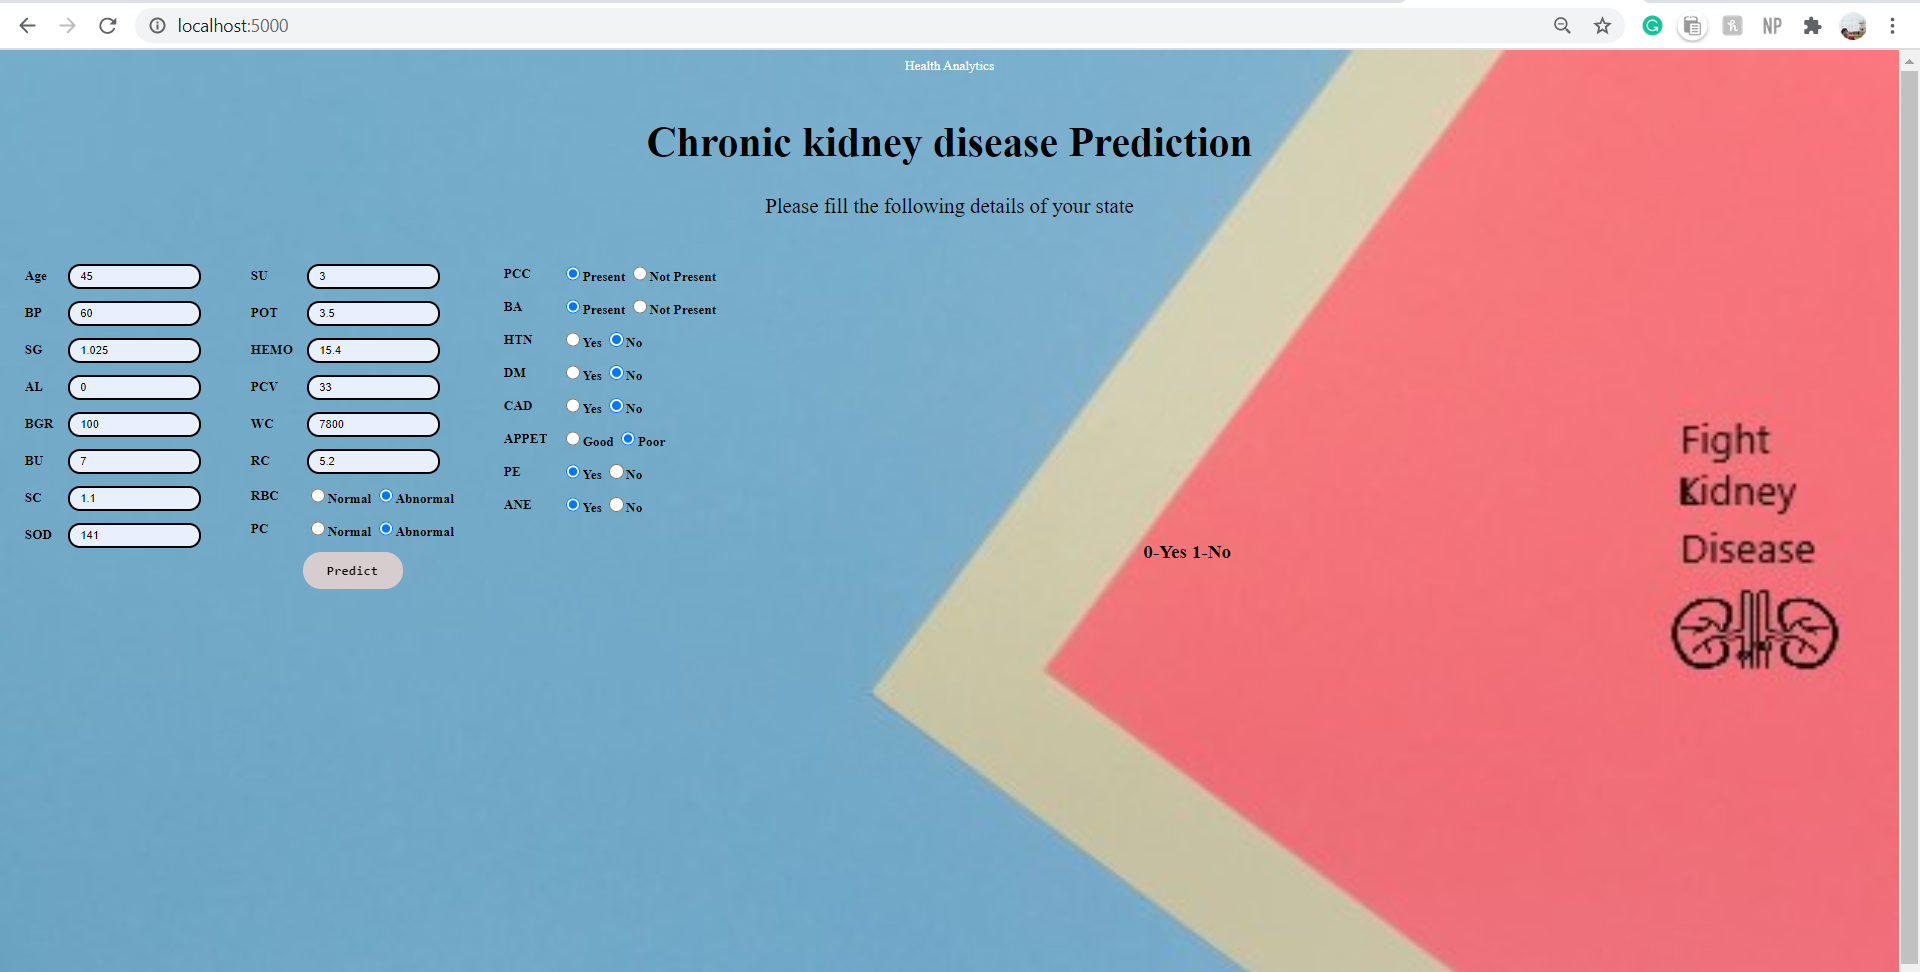 localhost:5000
NP
Health Analytics
Chronic kidney disease Prediction
Please fill the following details of your state
Age 45
BP 60
SG 1.025
AL 0
BGR 100
BU 7
SC 1.1
SOD 141
SU 3
POT 3.5
HEMO 15.4
PCV 33
WC 7800
RC 5.2
RBC Normal Abnormal
PC Normal Abnormal
Predict
PCC Present Not Present
BA Present Not Present
HTN Yes No
DM Yes No
CAD Yes No
APPET Good Poor
PE Yes No
ANE Yes No
0-Yes 1-No
Fight
Kidney
Disease